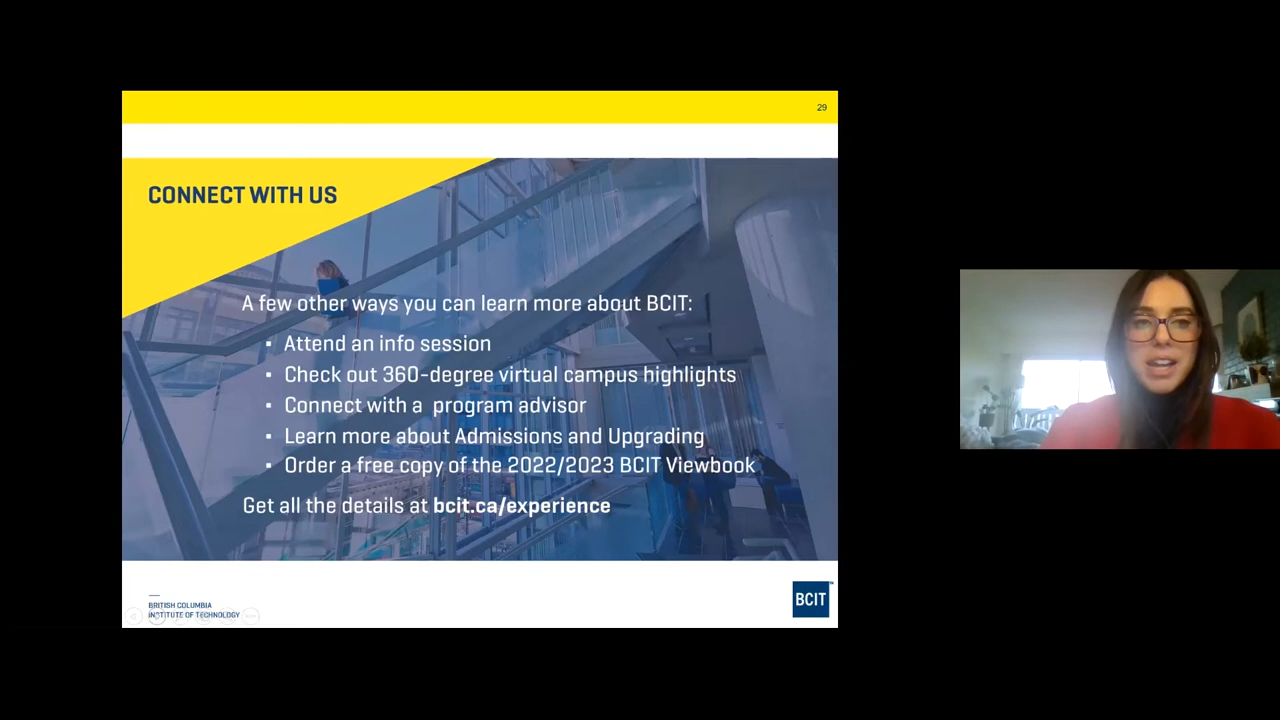 29
CONNECT WITH US
A few other ways you can learn more about BCIT:
▪ Attend an info session
▪ Check out 360-degree virtual campus highlights
▪ Connect with a program advisor
▪ Learn more about Admissions and Upgrading
▪ Order a free copy of the 2022/2023 BCIT Viewbook
Get all the details at bcit.ca/experience
BRITISH COLUMBIA
INSTITUTE OF TECHNOLOGY
BCIT